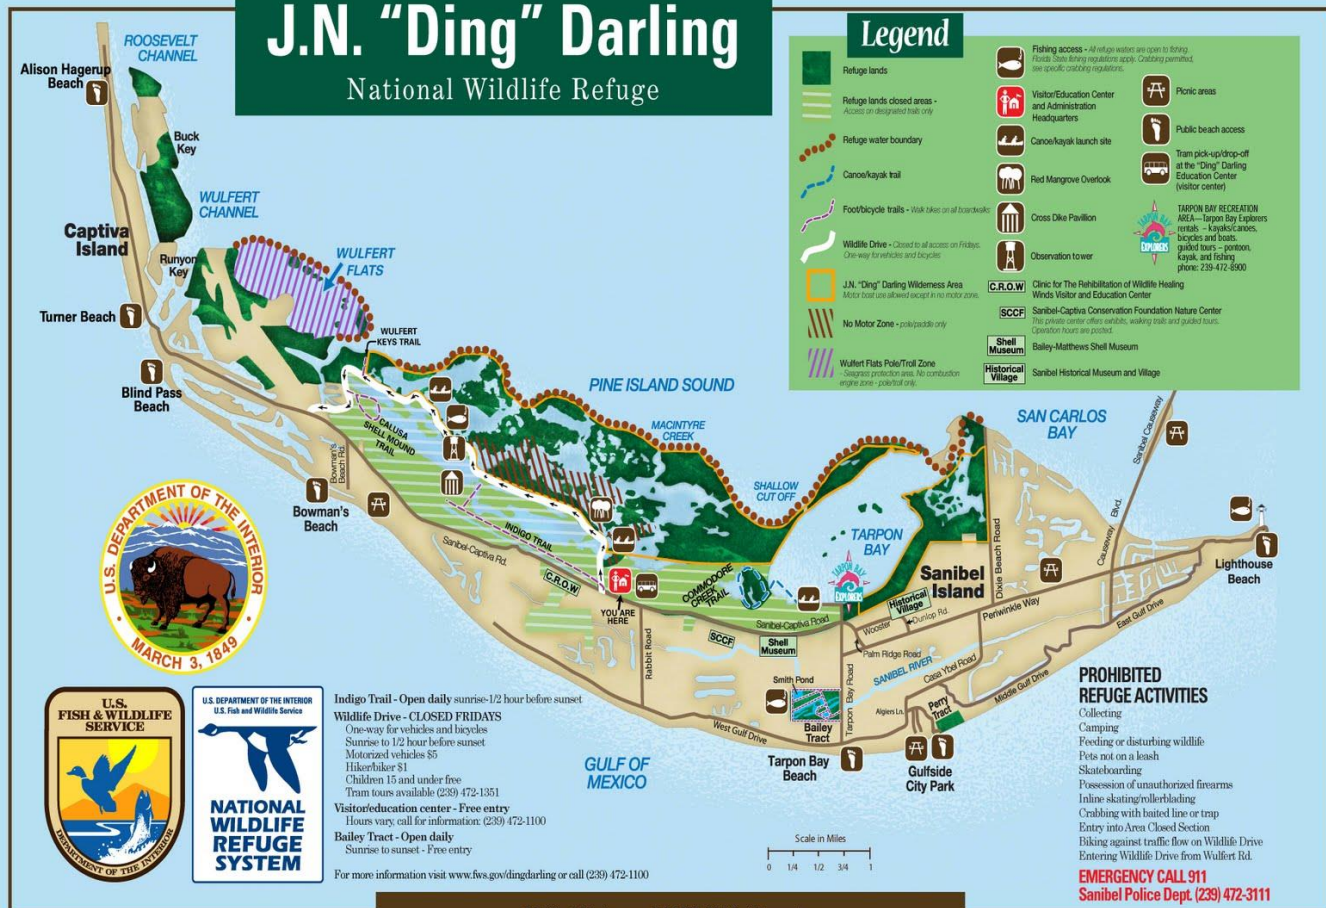 J.N. “Ding” Darling
National Wildlife Refuge
Legend
Refuge lands
Refuge lands closed areas -
Access on designated trails only
Refuge water boundary
Canoe/kayak trail
Foot/bicycle trails - Walk bikes on all boardwalks
Wildlife Drive - Closed to all access on Fridays.
One-way for vehicles and bicycles
J.N. “Ding” Darling Wilderness Area
Motor boat use allowed except in no motor zone.
No Motor Zone - pole/paddle only
Wulfert Flats Pole/Troll Zone
- Seagrass protection area. No combustion
engine zone - pole/troll only.
Fishing access - All refuge waters are open to fishing.
Florida State fishing regulations apply. Crabbing permitted,
see specific crabbing regulations.
Visitor/Education Center
and Administration
Headquarters
Canoe/kayak launch site
Red Mangrove Overlook
Cross Dike Pavillion
Observation tower
C.R.O.W
Clinic for The Rehibilitation of Wildlife Healing
Winds Visitor and Education Center
SCCF
Sanibel-Captiva Conservation Foundation Nature Center
This private center offers exhibits, walking trails and guided tours.
Operation hours are posted.
Shell
Museum
Bailey-Matthews Shell Museum
Historical
Village
Sanibel Historical Museum and Village
Picnic areas
Public beach access
Tram pick-up/drop-off
at the “Ding” Darling
Education Center
(visitor center)
TARPON BAY
EXPLORERS
TARPON BAY RECREATION
AREA—Tarpon Bay Explorers
rentals – kayaks/canoes,
bicycles and boats.
guided tours – pontoon,
kayak, and fishing
phone: 239-472-8900
ROOSEVELT
CHANNEL
Alison Hagerup
Beach
Buck
Key
WULFERT
CHANNEL
Captiva
Island
Runyon
Key
WULFERT
FLATS
Turner Beach
WULFERT
KEYS TRAIL
Blind Pass
Beach
PINE ISLAND SOUND
MACINTYRE
CREEK
SAN CARLOS
BAY
Sanibel Causeway
CALUSA
SHELL MOUND
TRAIL
Bowman's
Beach Rd.
SHALLOW
CUT OFF
Bowman's
Beach
INDIGO TRAIL
Sanibel-Captiva Rd.
TARPON
BAY
Dixie Beach Road
Causeway Blvd.
Lighthouse
Beach
C.R.O.W
YOU ARE
HERE
COMMODORE
CREEK
TRAIL
TARPON BAY
EXPLORERS
Sanibel
Island
Historical
Village
Dunlop Rd.
Wooster
Periwinkle Way
East Gulf Drive
Sanibel-Captiva Road
SCCF
Shell
Museum
Rabbit Road
Palm Ridge Road
SANIBEL RIVER
Casa Ybel Road
Middle Gulf Drive
Smith Pond
Tarpon Bay Road
Algiers Ln.
Perry
Tract
Bailey
Tract
West Gulf Drive
Tarpon Bay
Beach
Gulfside
City Park
GULF OF
MEXICO
Scale in Miles
0 1/4 1/2 3/4 1
U.S. DEPARTMENT OF THE INTERIOR
MARCH 3, 1849
U.S.
FISH & WILDLIFE
SERVICE
DEPARTMENT OF THE INTERIOR
U.S. DEPARTMENT OF THE INTERIOR
U.S. Fish and Wildlife Service
NATIONAL
WILDLIFE
REFUGE
SYSTEM
Indigo Trail - Open daily sunrise-1/2 hour before sunset
Wildlife Drive - CLOSED FRIDAYS
One-way for vehicles and bicycles
Sunrise to 1/2 hour before sunset
Motorized vehicles $5
Hiker/biker $1
Children 15 and under free
Tram tours available (239) 472-1351
Visitor/education center - Free entry
Hours vary, call for information: (239) 472-1100
Bailey Tract - Open daily
Sunrise to sunset - Free entry
For more information visit www.fws.gov/dingdarling or call (239) 472-1100
PROHIBITED
REFUGE ACTIVITIES
Collecting
Camping
Feeding or disturbing wildlife
Pets not on a leash
Skateboarding
Possession of unauthorized firearms
Inline skating/rollerblading
Crabbing with baited line or trap
Entry into Area Closed Section
Biking against traffic flow on Wildlife Drive
Entering Wildlife Drive from Wulfert Rd.
EMERGENCY CALL 911
Sanibel Police Dept. (239) 472-3111